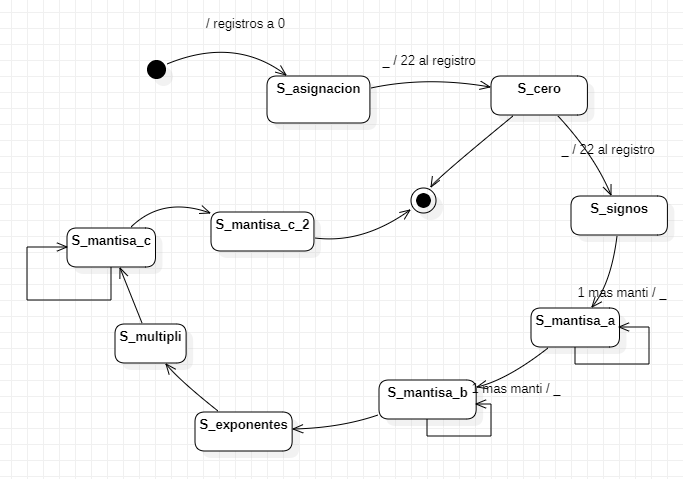 / registros a 0
_ / 22 al registro
S_asignacion
S_cero
_ / 22 al registro
S_signos
S_mantisa_c_2
S_mantisa_c
1 mas manti / _
S_mantisa_a
S_multipli
S_mantisa_b
1 mas manti / _
S_exponentes